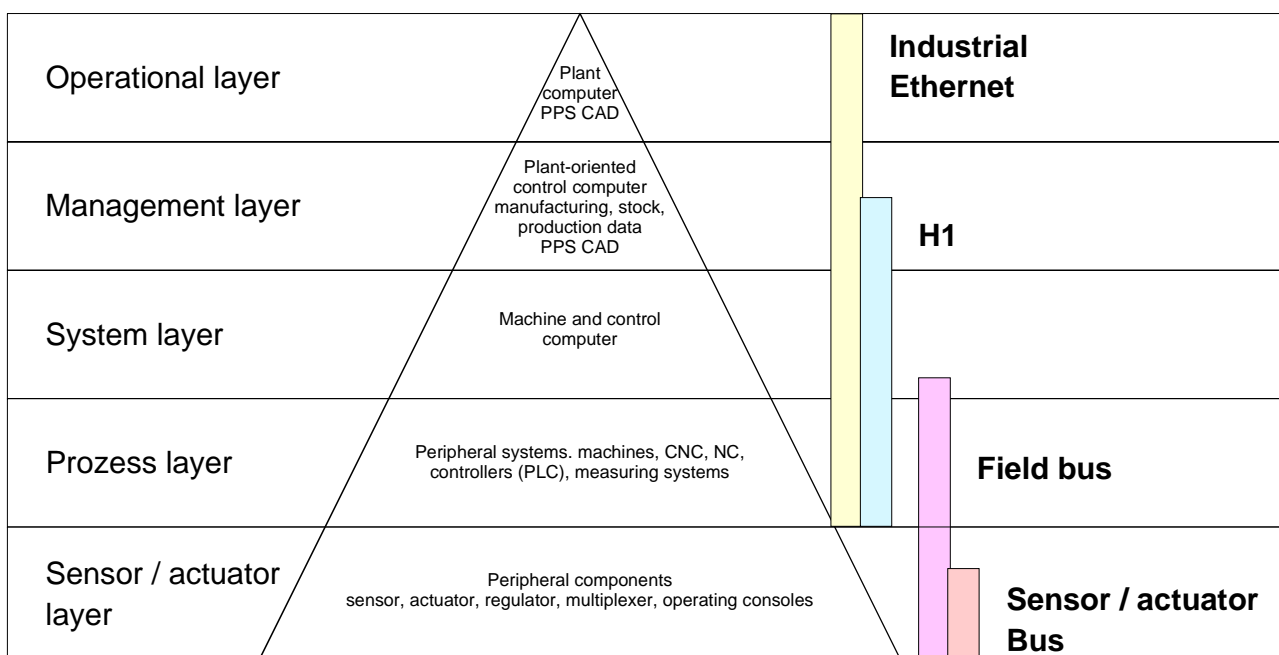 Operational layer
Plant
computer
PPS CAD
Industrial
Ethernet
Management layer
Plant-oriented
control computer
manufacturing, stock,
production data
PPS CAD
H1
System layer
Machine and control
computer
Prozess layer
Peripheral systems. machines, CNC, NC,
controllers (PLC), measuring systems
Field bus
Sensor / actuator
layer
Peripheral components
sensor, actuator, regulator, multiplexer, operating consoles
Sensor / actuator
Bus